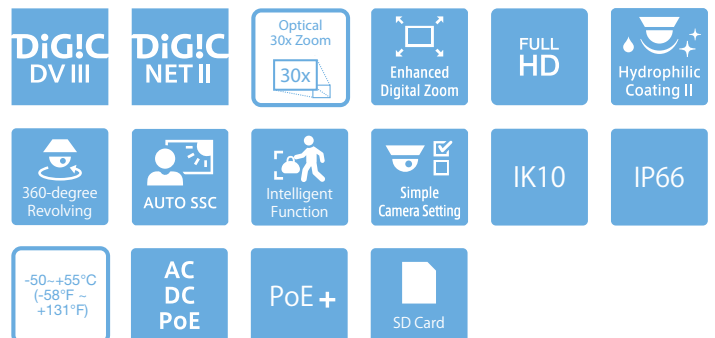 DiG!C
DV III
DiG!C
NET II
Optical
30x Zoom
30x
Enhanced
Digital Zoom
FULL
HD
Hydrophilic
Coating II
360-degree
Revolving
AUTO SSC
Intelligent
Function
Simple
Camera Setting
IK10
IP66
-50~+55°C
(-58°F ~
+131°F)
AC
DC
PoE
PoE +
SD Card